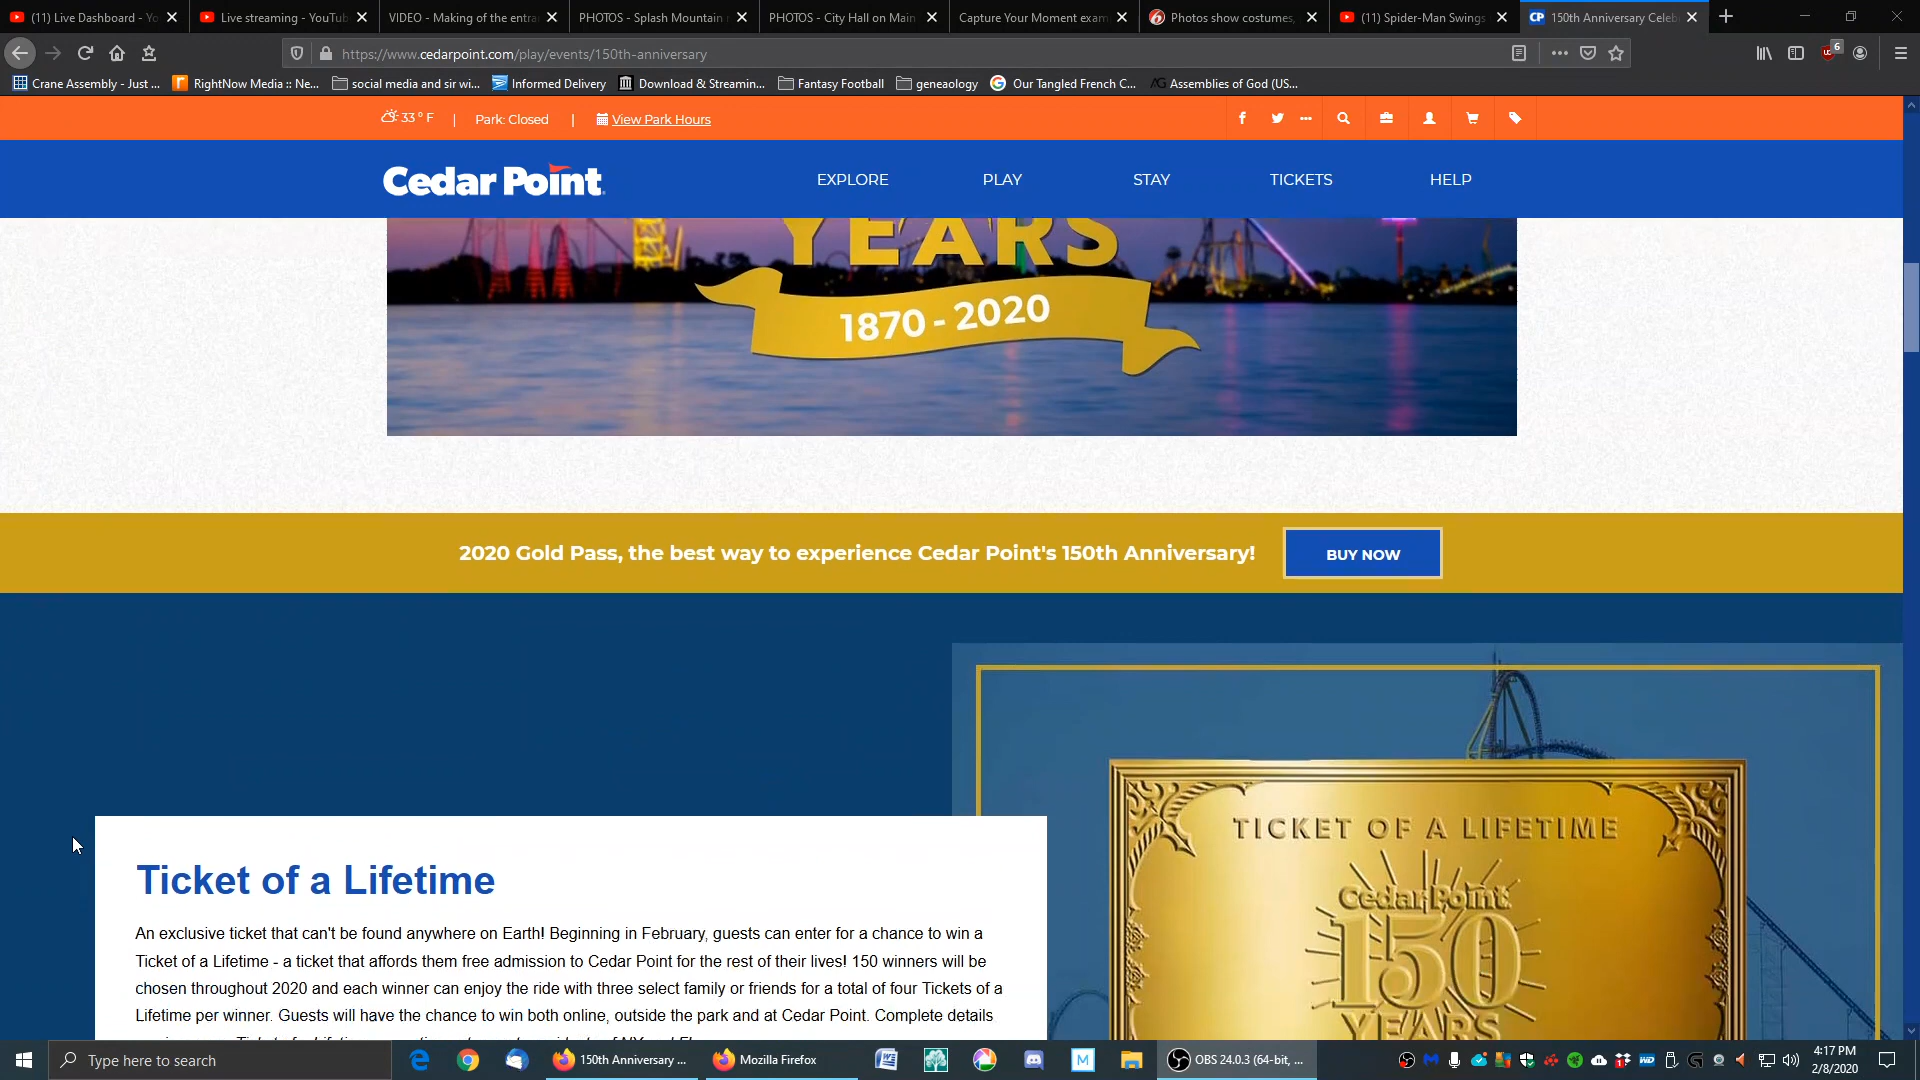 (11) Live Dashboard - Yo
Live streaming - YouTub
VIDEO - Making of the entra
PHOTOS - Splash Mountain
PHOTOS - City Hall on Main
Capture Your Moment exam
Photos show costumes,
(11) Spider-Man Swings
CP 150th Anniversary Celeb
https://www.cedarpoint.com/play/events/150th-anniversary
6
Crane Assembly - Just ...
RightNow Media :: Ne...
social media and sir wi...
Informed Delivery
Download & Streamin...
Fantasy Football
geneaology
Our Tangled French C...
AG Assemblies of God (US...
33° F | Park: Closed | View Park Hours
Cedar Point
EXPLORE PLAY STAY TICKETS HELP
YEARS
1870 - 2020
2020 Gold Pass, the best way to experience Cedar Point's 150th Anniversary!
BUY NOW
TICKET OF A LIFETIME
Cedar Point
150
YEARS
Ticket of a Lifetime
An exclusive ticket that can't be found anywhere on Earth! Beginning in February, guests can enter for a chance to win a
Ticket of a Lifetime - a ticket that affords them free admission to Cedar Point for the rest of their lives! 150 winners will be
chosen throughout 2020 and each winner can enjoy the ride with three select family or friends for a total of four Tickets of a
Lifetime per winner. Guests will have the chance to win both online, outside the park and at Cedar Point. Complete details
Type here to search
150th Anniversary ...
Mozilla Firefox
OBS 24.0.3 (64-bit, ...
4:17 PM
2/8/2020